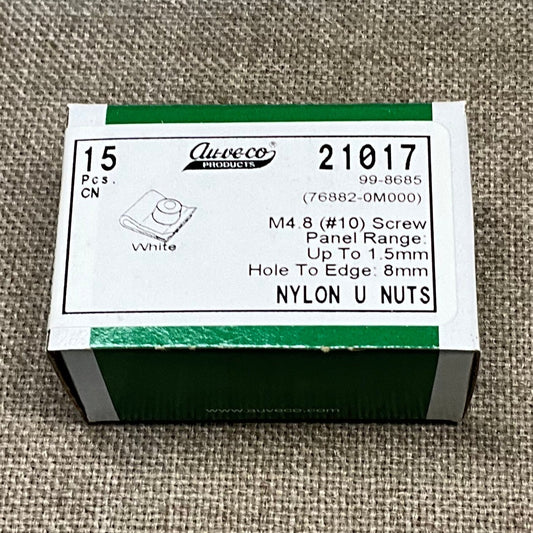 15
Pcs.
CN
au·ve·co®
PRODUCTS
21017
99-8685
(76882-0M000)
White
M4.8 (#10) Screw
Panel Range:
Up To 1.5mm
Hole To Edge: 8mm
NYLON U NUTS
www.auveco.com